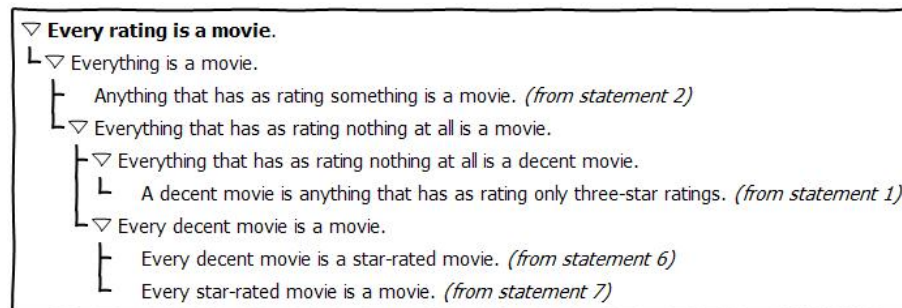 Every rating is a movie.
Everything is a movie.
Anything that has as rating something is a movie. (from statement 2)
Everything that has as rating nothing at all is a movie.
Everything that has as rating nothing at all is a decent movie.
A decent movie is anything that has as rating only three-star ratings. (from statement 1)
Every decent movie is a movie.
Every decent movie is a star-rated movie. (from statement 6)
Every star-rated movie is a movie. (from statement 7)